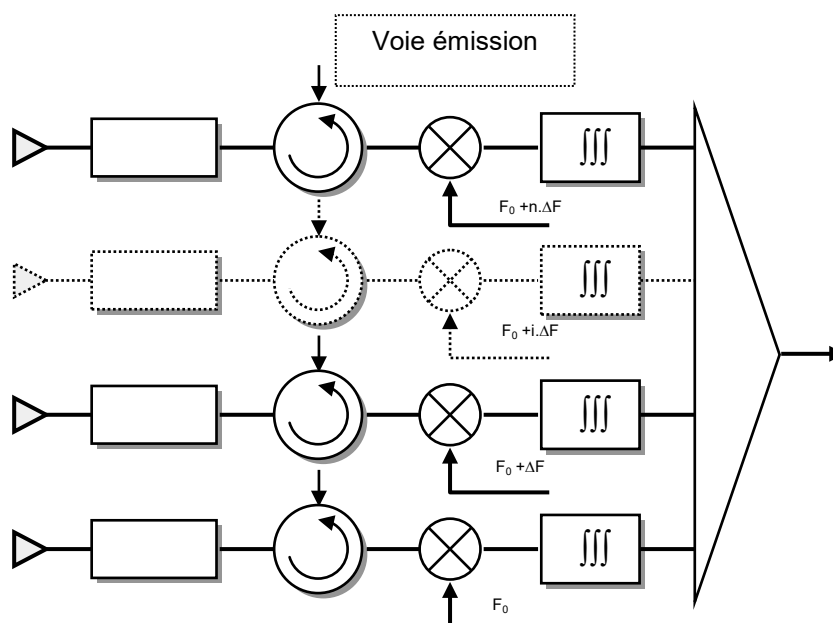 Voie émission
∫∫∫
F₀ +n.ΔF
∫∫∫
F₀ +i.ΔF
∫∫∫
F₀ +ΔF
∫∫∫
F₀